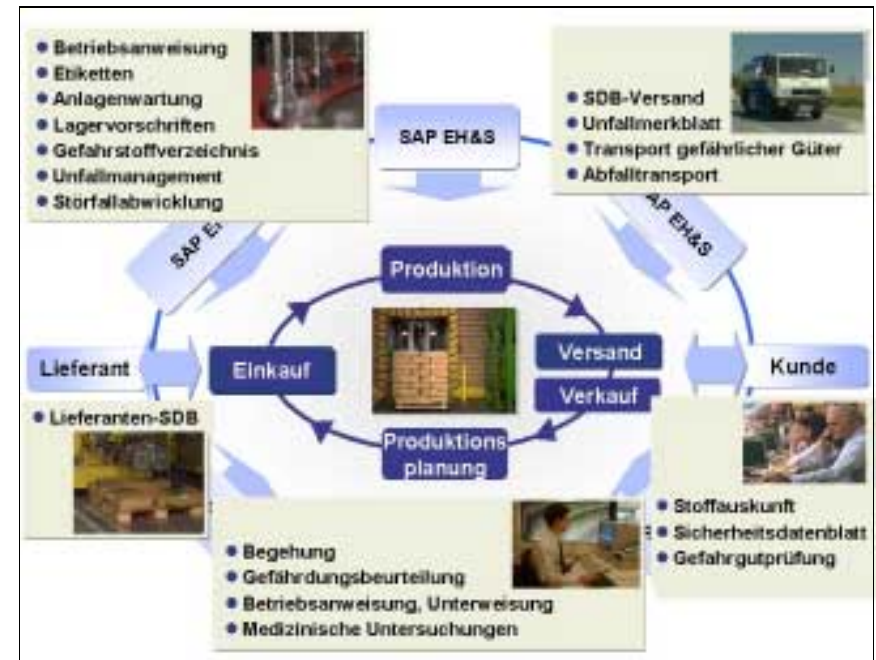 Betriebsanweisung
Etiketten
Anlagenwartung
Lagervorschriften
Gefahrstoffverzeichnis
Unfallmanagement
Störfallabwicklung
SAP EH&S
SDB-Versand
Unfallmerkblatt
Transport gefährlicher Güter
Abfalltransport
SAP
SAP EH&S
Produktion
Lieferant
Einkauf
Versand
Verkauf
Kunde
Produktions
planung
Lieferanten-SDB
Stoffauskunft
Sicherheitsdatenblatt
Gefahrgutprüfung
Begehung
Gefährdungsbeurteilung
Betriebsanweisung, Unterweisung
Medizinische Untersuchungen